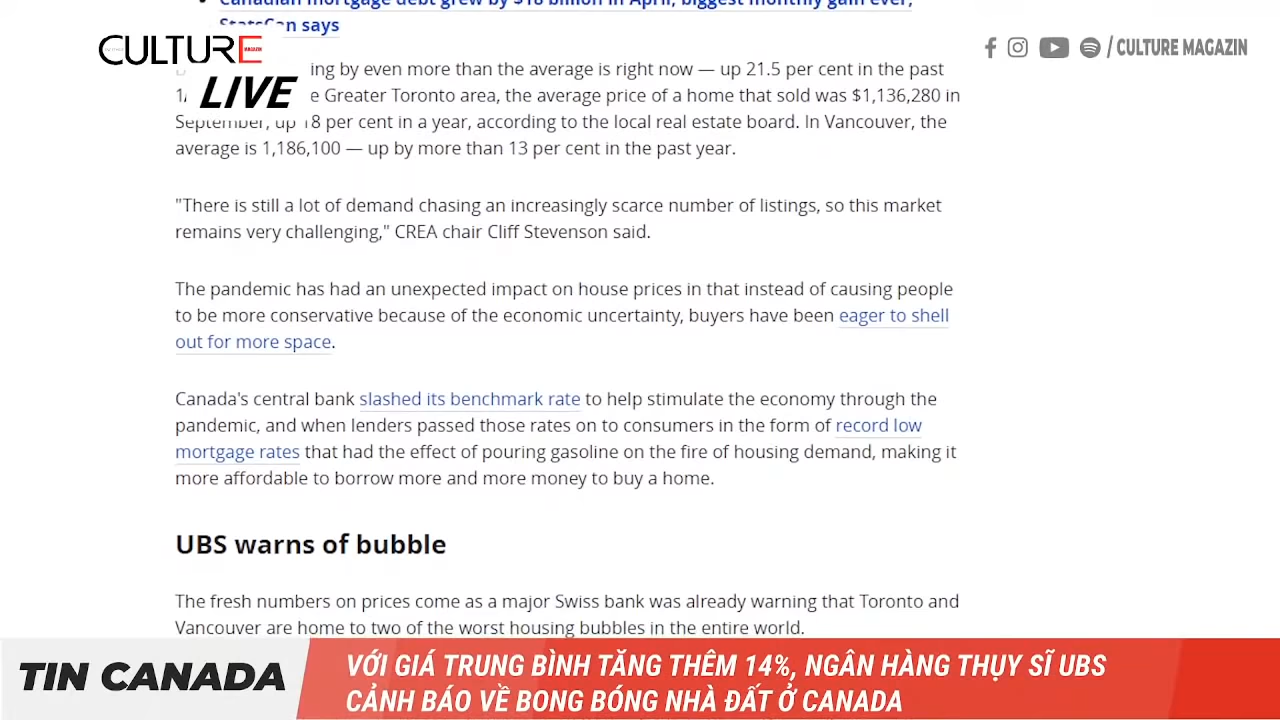 Canadian mortgage debt grew by $18 billion in April, biggest monthly gain ever,
StatsCan says
CULTURE
LIVE
/ CULTURE MAGAZIN
ing by even more than the average is right now — up 21.5 per cent in the past
Greater Toronto area, the average price of a home that sold was $1,136,280 in
September, up 18 per cent in a year, according to the local real estate board. In Vancouver, the
average is 1,186,100 — up by more than 13 per cent in the past year.
"There is still a lot of demand chasing an increasingly scarce number of listings, so this market
remains very challenging," CREA chair Cliff Stevenson said.
The pandemic has had an unexpected impact on house prices in that instead of causing people
to be more conservative because of the economic uncertainty, buyers have been eager to shell
out for more space.
Canada's central bank slashed its benchmark rate to help stimulate the economy through the
pandemic, and when lenders passed those rates on to consumers in the form of record low
mortgage rates that had the effect of pouring gasoline on the fire of housing demand, making it
more affordable to borrow more and more money to buy a home.
UBS warns of bubble
The fresh numbers on prices come as a major Swiss bank was already warning that Toronto and
Vancouver are home to two of the worst housing bubbles in the entire world.
TIN CANADA
VỚI GIÁ TRUNG BÌNH TĂNG THÊM 14%, NGÂN HÀNG THỤY SĨ UBS
CẢNH BÁO VỀ BONG BÓNG NHÀ ĐẤT Ở CANADA